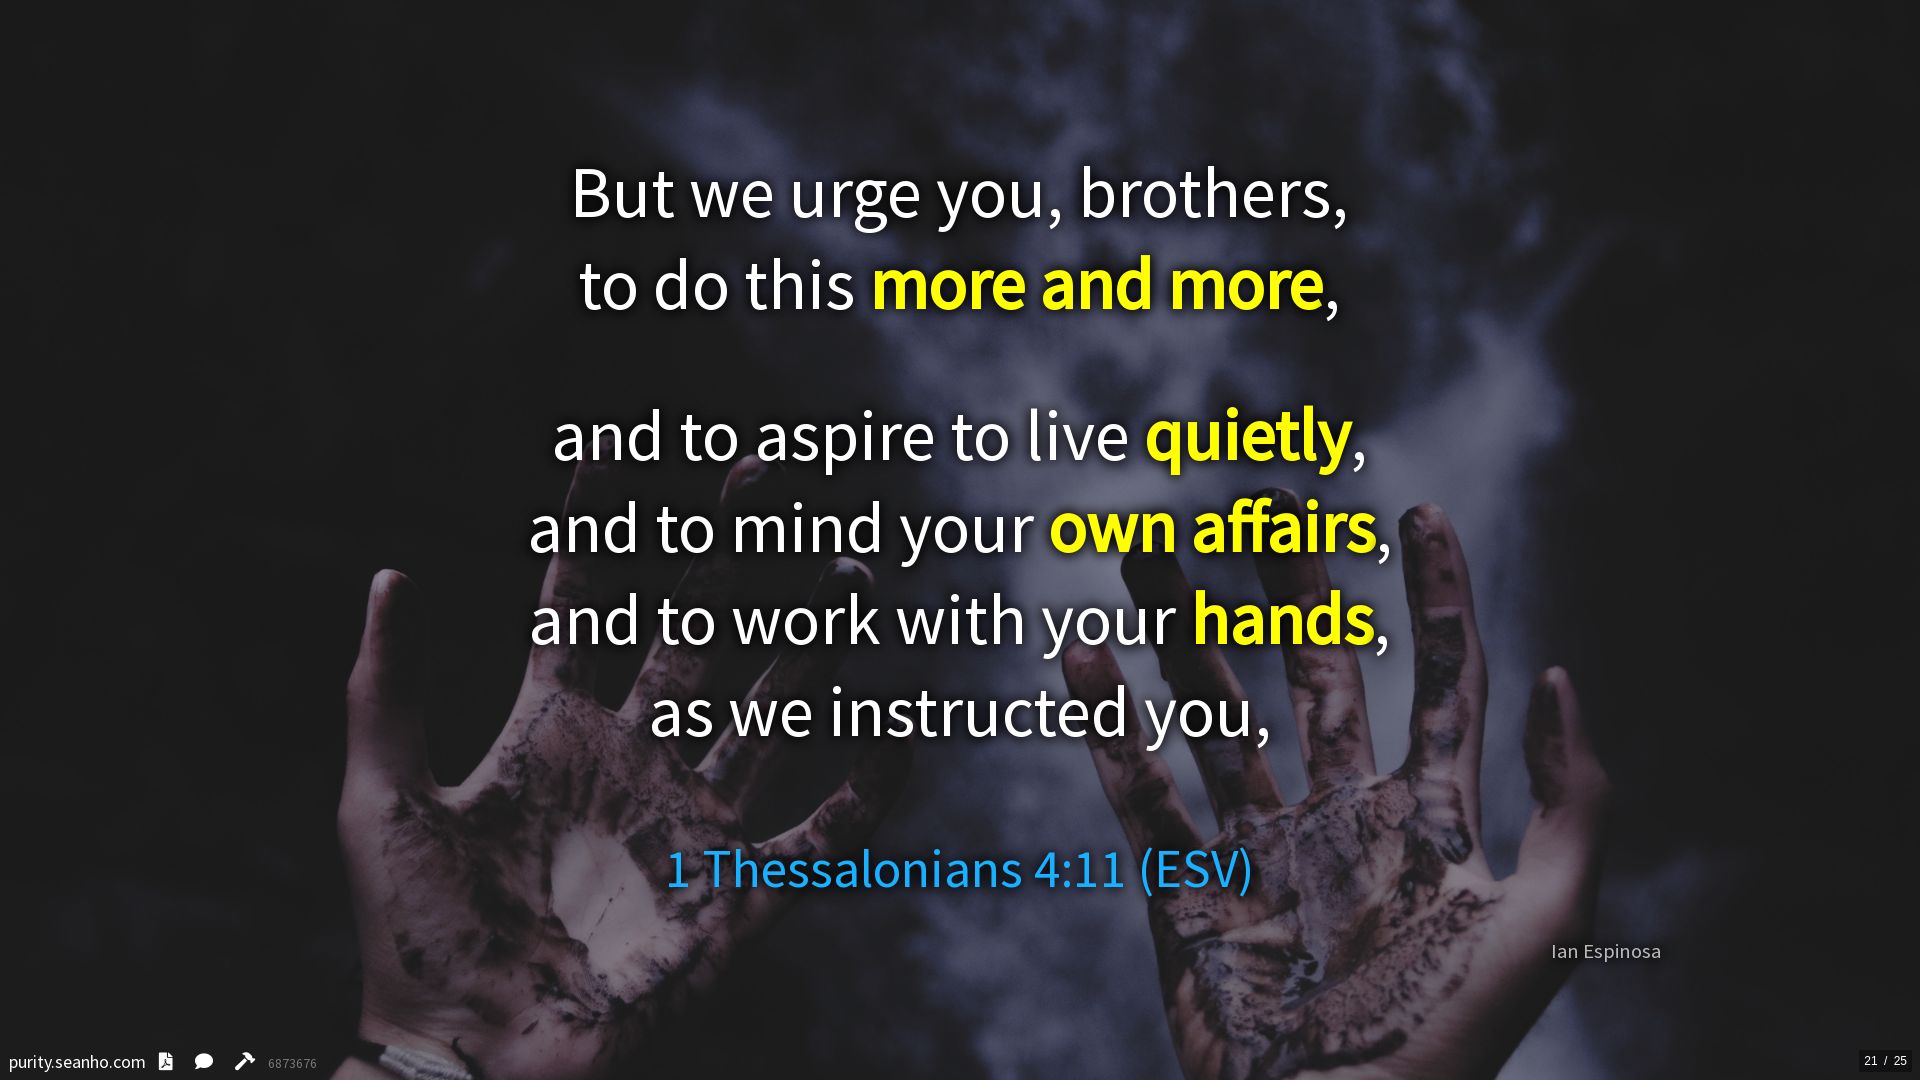 But we urge you, brothers,
to do this more and more,
and to aspire to live quietly,
and to mind your own affairs,
and to work with your hands,
as we instructed you,
1 Thessalonians 4:11 (ESV)
Ian Espinosa
purity.seanho.com 6873676
21 / 25